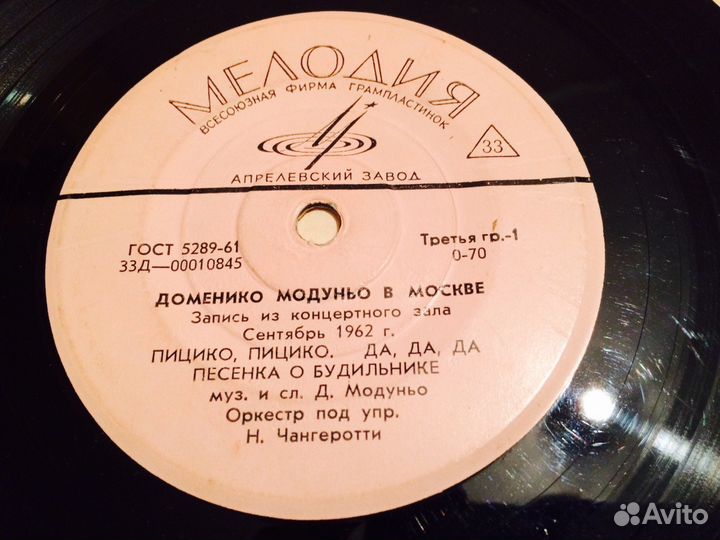 МЕЛОДИЯ
ВСЕСОЮЗНАЯ ФИРМА ГРАМПЛАСТИНОК
33
АПРЕЛЕВСКИЙ ЗАВОД
ГОСТ 5289-61
33Д—00010845
Третья гр.-1
0-70
ДОМЕНИКО МОДУНЬО В МОСКВЕ
Запись из концертного зала
Сентябрь 1962 г.
ПИЦИКО, ПИЦИКО. ДА, ДА, ДА
ПЕСЕНКА О БУДИЛЬНИКЕ
муз. и сл. Д. Модуньо
Оркестр под упр.
Н. Чангеротти
Avito